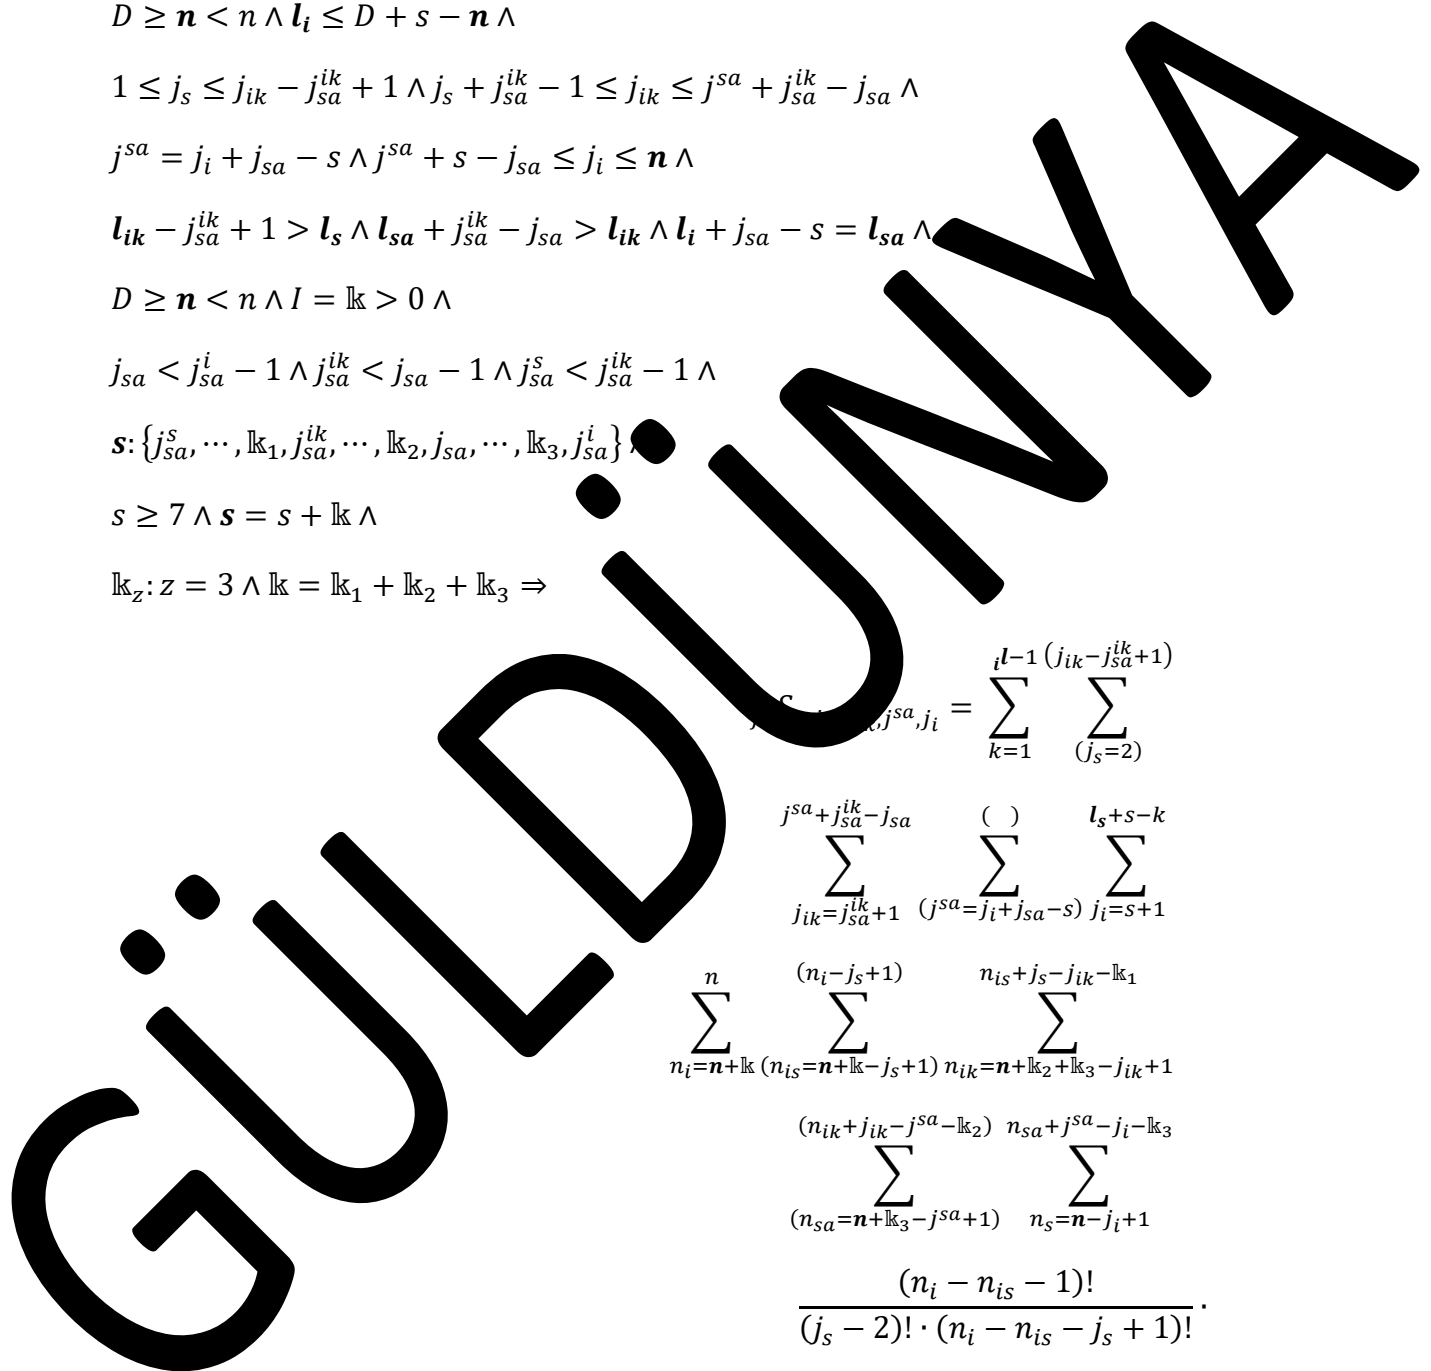 D ≥ 𝒏 < n ∧ 𝒍_𝒊 ≤ D + s − 𝒏 ∧
1 ≤ j_s ≤ j_{ik} − j_{sa}^{ik} + 1 ∧ j_s + j_{sa}^{ik} − 1 ≤ j_{ik} ≤ j^{sa} + j_{sa}^{ik} − j_{sa} ∧
j^{sa} = j_i + j_{sa} − s ∧ j^{sa} + s − j_{sa} ≤ j_i ≤ 𝒏 ∧
𝒍_{𝒊𝒌} − j_{sa}^{ik} + 1 > 𝒍_𝒔 ∧ 𝒍_{𝒔𝒂} + j_{sa}^{ik} − j_{sa} > 𝒍_{𝒊𝒌} ∧ 𝒍_𝒊 + j_{sa} − s = 𝒍_{𝒔𝒂} ∧
D ≥ 𝒏 < n ∧ I = 𝕜 > 0 ∧
j_{sa} < j_{sa}^i − 1 ∧ j_{sa}^{ik} < j_{sa} − 1 ∧ j_{sa}^s < j_{sa}^{ik} − 1 ∧
𝒔: {j_{sa}^s, ⋯, 𝕜_1, j_{sa}^{ik}, ⋯, 𝕜_2, j_{sa}, ⋯, 𝕜_3, j_{sa}^i}
s ≥ 7 ∧ 𝒔 = s + 𝕜 ∧
𝕜_z: z = 3 ∧ 𝕜 = 𝕜_1 + 𝕜_2 + 𝕜_3 ⇒
_{,j^{sa},j_i} = ∑_{k=1}^{_𝒊𝒍−1} ∑_{(j_s=2)}^{(j_{ik}−j_{sa}^{ik}+1)}
∑_{j_{ik}=j_{sa}^{ik}+1}^{j^{sa}+j_{sa}^{ik}−j_{sa}} ∑_{(j^{sa}=j_i+j_{sa}−s)}^{( )} ∑_{j_i=s+1}^{𝒍_𝒔+s−k}
∑_{n_i=𝒏+𝕜}^{n} ∑_{(n_{is}=𝒏+𝕜−j_s+1)}^{(n_i−j_s+1)} ∑_{n_{ik}=𝒏+𝕜_2+𝕜_3−j_{ik}+1}^{n_{is}+j_s−j_{ik}−𝕜_1}
∑_{(n_{sa}=𝒏+𝕜_3−j^{sa}+1)}^{(n_{ik}+j_{ik}−j^{sa}−𝕜_2)} ∑_{n_s=𝒏−j_i+1}^{n_{sa}+j^{sa}−j_i−𝕜_3}
(n_i − n_{is} − 1)! / ((j_s − 2)! · (n_i − n_{is} − j_s + 1)!) ·
GÜLDÜNYA